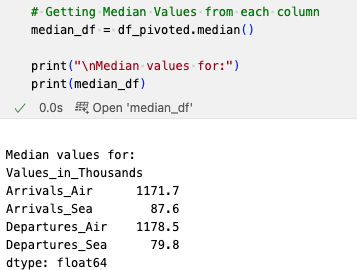 # Getting Median Values from each column
median_df = df_pivoted.median()
print("\nMedian values for:")
print(median_df)
0.0s Open 'median_df'
Median values for:
Values_in_Thousands
Arrivals_Air 1171.7
Arrivals_Sea 87.6
Departures_Air 1178.5
Departures_Sea 79.8
dtype: float64